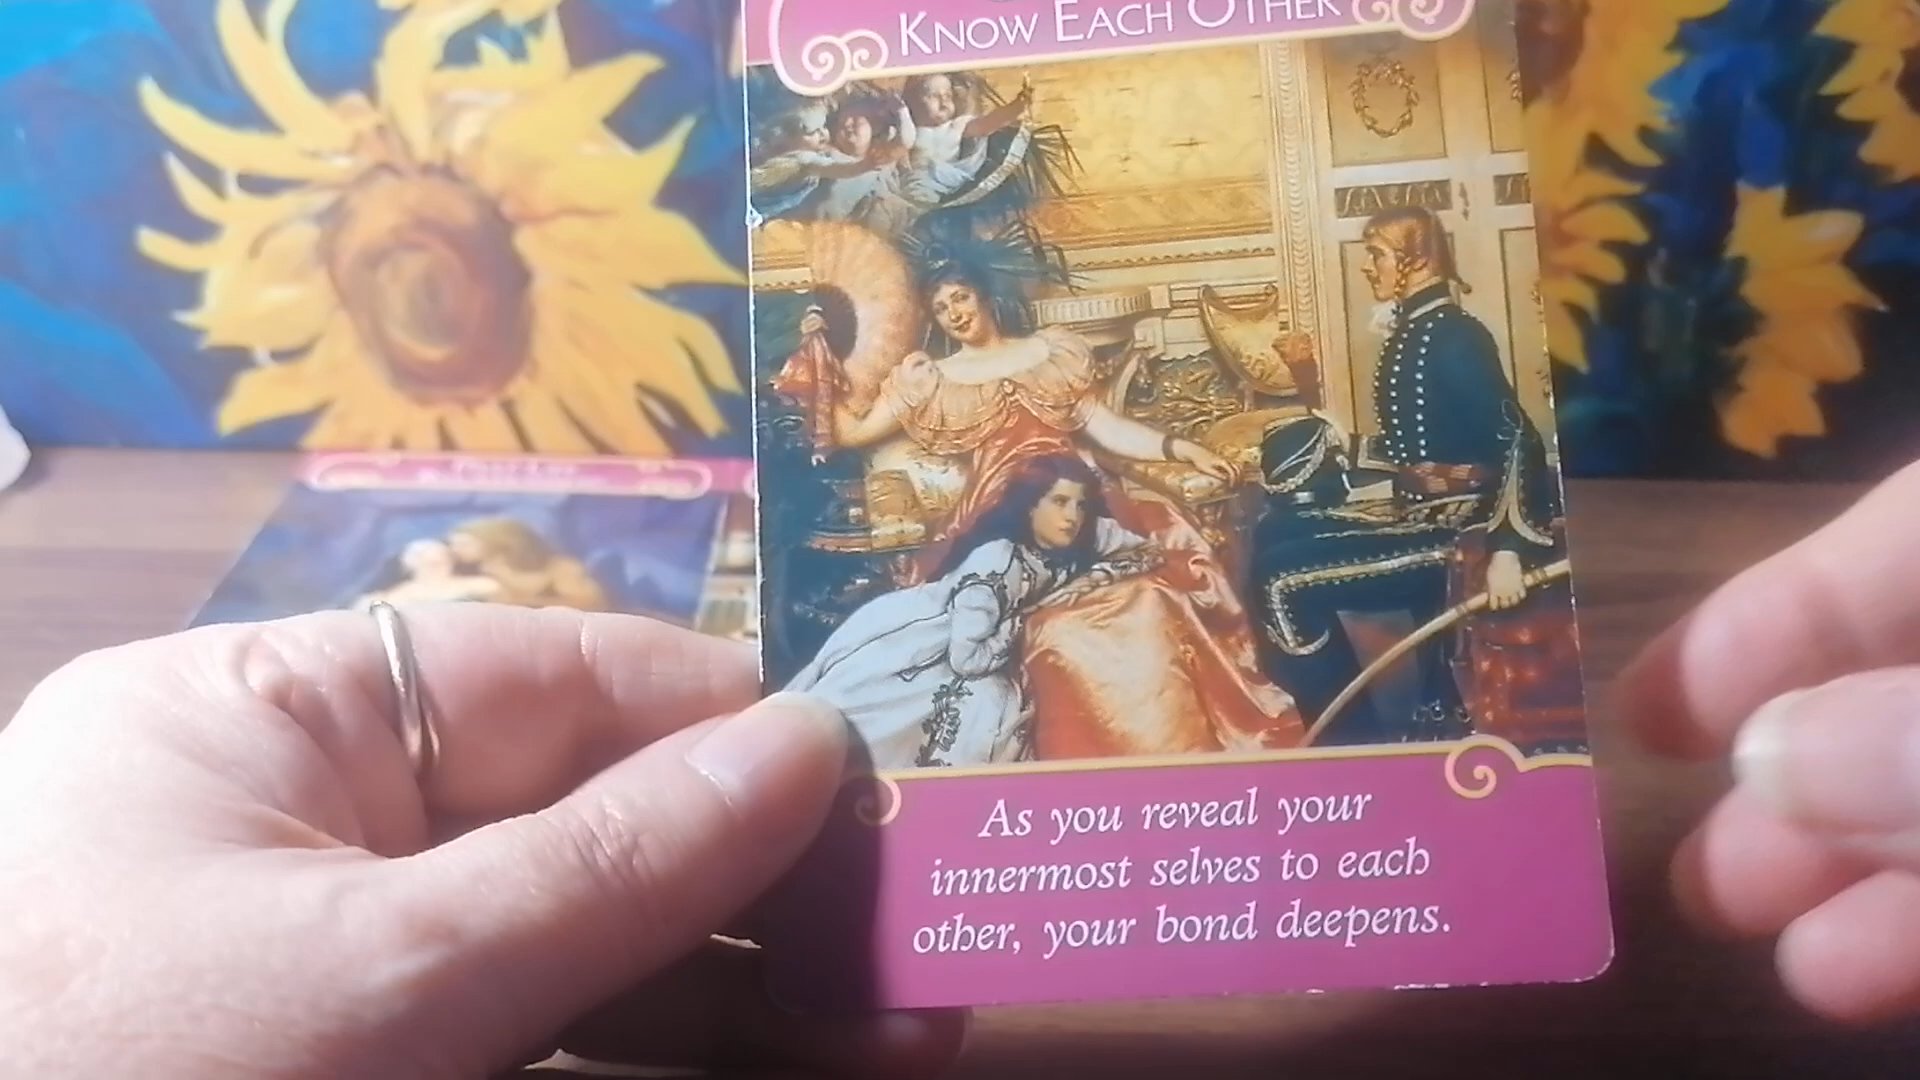 KNOW EACH OTHER
As you reveal your
innermost selves to each
other, your bond deepens.